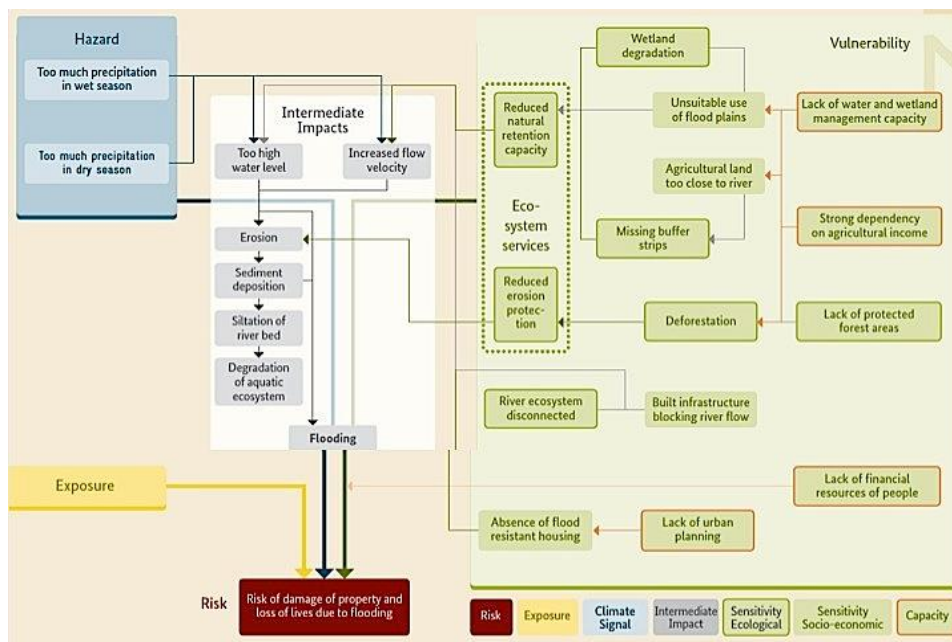 Hazard
Too much precipitation
in wet season
Too much precipitation
in dry season
Intermediate
Impacts
Too high
water level
Increased flow
velocity
Erosion
Sediment
deposition
Siltation of
river bed
Degradation
of aquatic
ecosystem
Flooding
Vulnerability
Wetland
degradation
Reduced
natural
retention
capacity
Unsuitable use
of flood plains
Lack of water and wetland
management capacity
Agricultural land
too close to river
Eco-
system
services
Missing buffer
strips
Strong dependency
on agricultural income
Reduced
erosion
protec-
tion
Deforestation
Lack of protected
forest areas
River ecosystem
disconnected
Built infrastructure
blocking river flow
Exposure
Lack of financial
resources of people
Absence of flood
resistant housing
Lack of urban
planning
Risk
Risk of damage of property and
loss of lives due to flooding
Risk
Exposure
Climate
Signal
Intermediate
Impact
Sensitivity
Ecological
Sensitivity
Socio-economic
Capacity